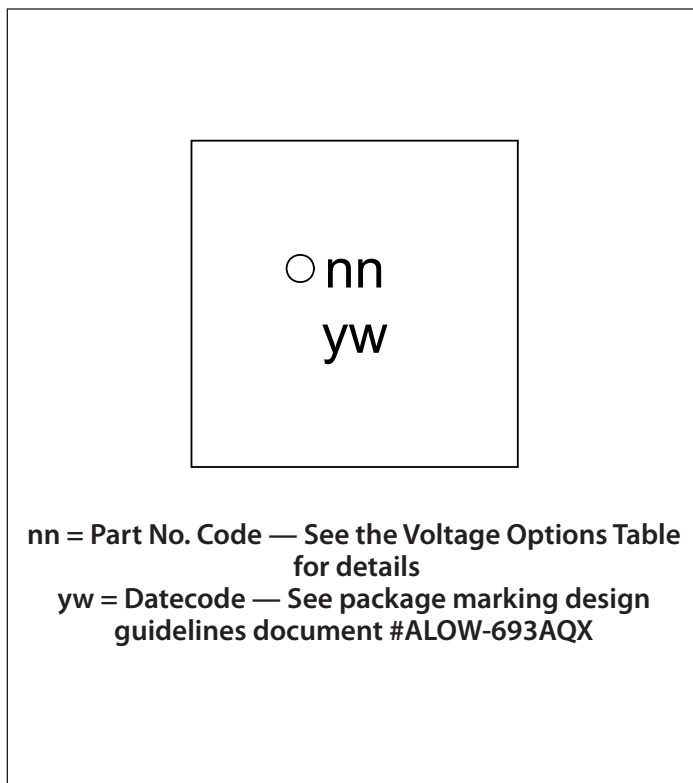 nn
yw
nn = Part No. Code — See the Voltage Options Table
for details
yw = Datecode — See package marking design
guidelines document #ALOW-693AQX